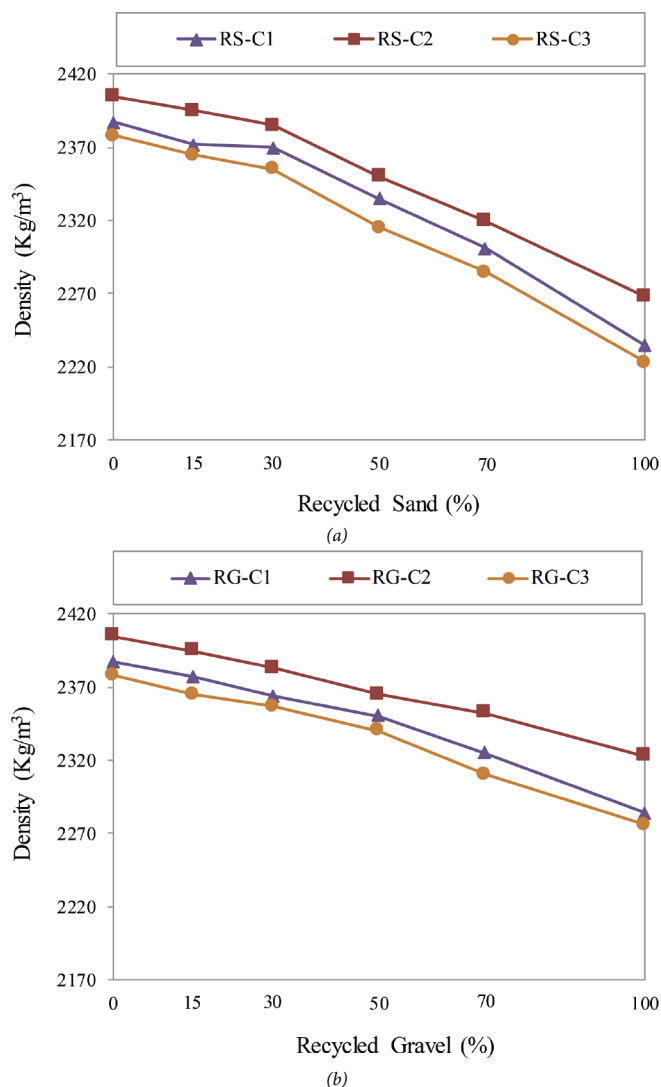 RS-C1 RS-C2 RS-C3
2420
2370
2320
2270
2220
2170
Density (Kg/m³)
0 15 30 50 70 100
Recycled Sand (%)
(a)
RG-C1 RG-C2 RG-C3
2420
2370
2320
2270
2220
2170
Density (Kg/m³)
0 15 30 50 70 100
Recycled Gravel (%)
(b)